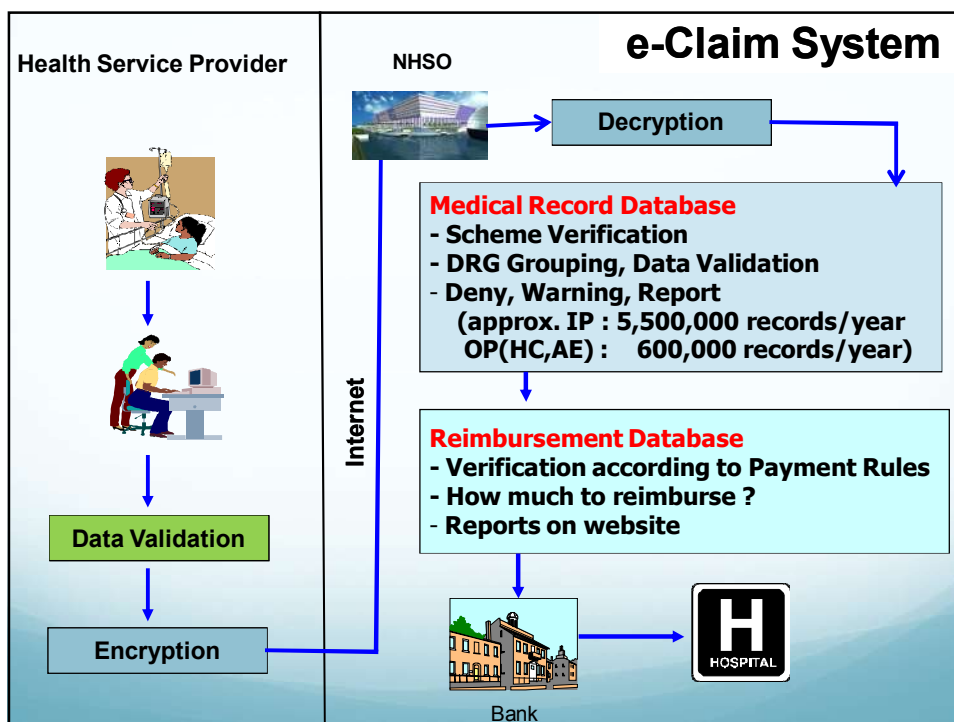 e-Claim System
Health Service Provider
NHSO
Decryption
Medical Record Database
- Scheme Verification
- DRG Grouping, Data Validation
- Deny, Warning, Report
(approx. IP : 5,500,000 records/year
OP(HC,AE) : 600,000 records/year)
Internet
Reimbursement Database
- Verification according to Payment Rules
- How much to reimburse ?
- Reports on website
Data Validation
Encryption
Bank
H
HOSPITAL